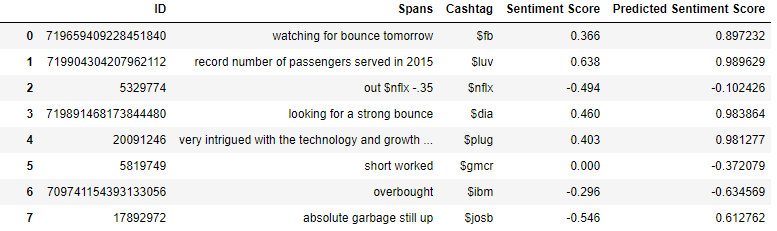 ID Spans Cashtag Sentiment Score Predicted Sentiment Score
0 719659409228451840 watching for bounce tomorrow $fb 0.366 0.897232
1 719904304207962112 record number of passengers served in 2015 $luv 0.638 0.989629
2 5329774 out $nflx -.35 $nflx -0.494 -0.102426
3 719891468173844480 looking for a strong bounce $dia 0.460 0.983864
4 20091246 very intrigued with the technology and growth ... $plug 0.403 0.981277
5 5819749 short worked $gmcr 0.000 -0.372079
6 709741154393133056 overbought $ibm -0.296 -0.634569
7 17892972 absolute garbage still up $josb -0.546 0.612762